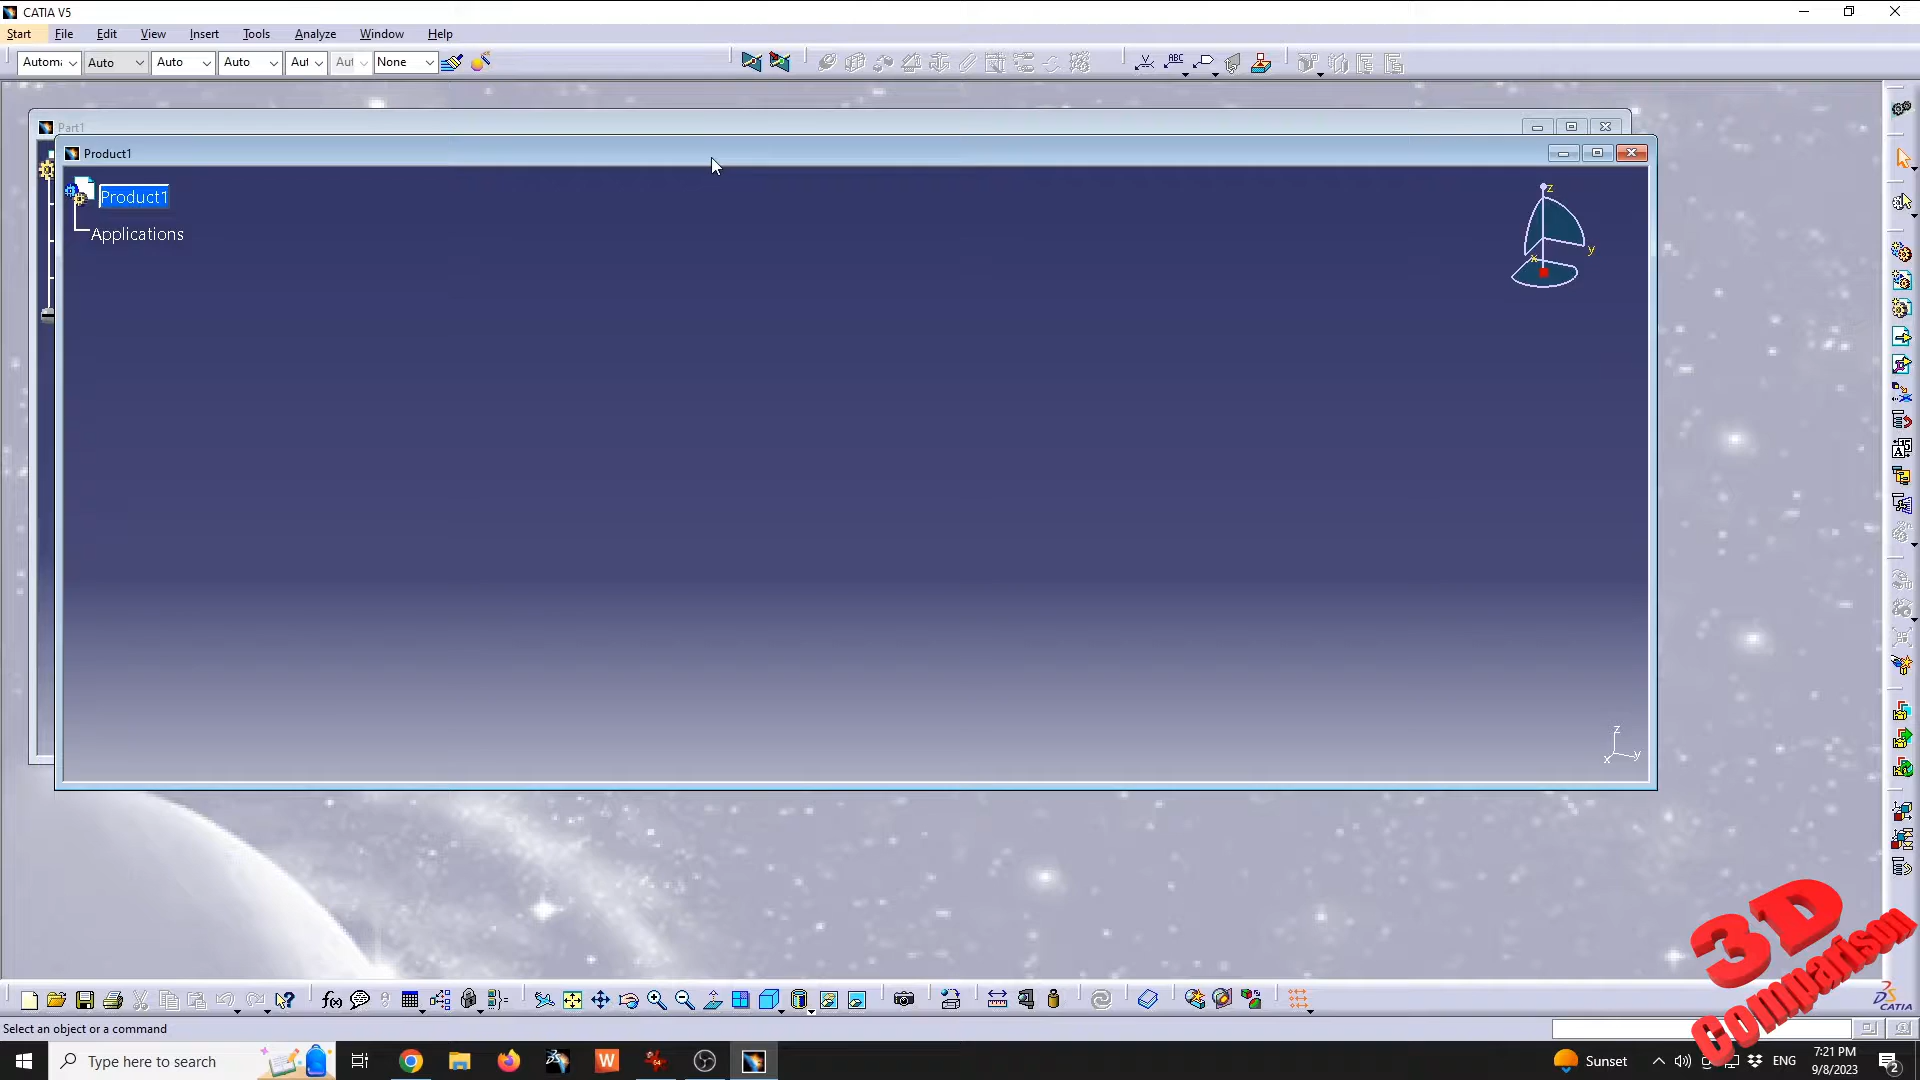 CATIA V5
Start File Edit View Insert Tools Analyze Window Help
Automa Auto Auto Auto Aut Aut None
ABC
Part1
Product1
Product1
Applications
z
y
x
z
x y
f(x)
Select an object or a command
3D
Comparison
CATIA
Type here to search
W
Sunset
ENG
7:21 PM
9/8/2023
2